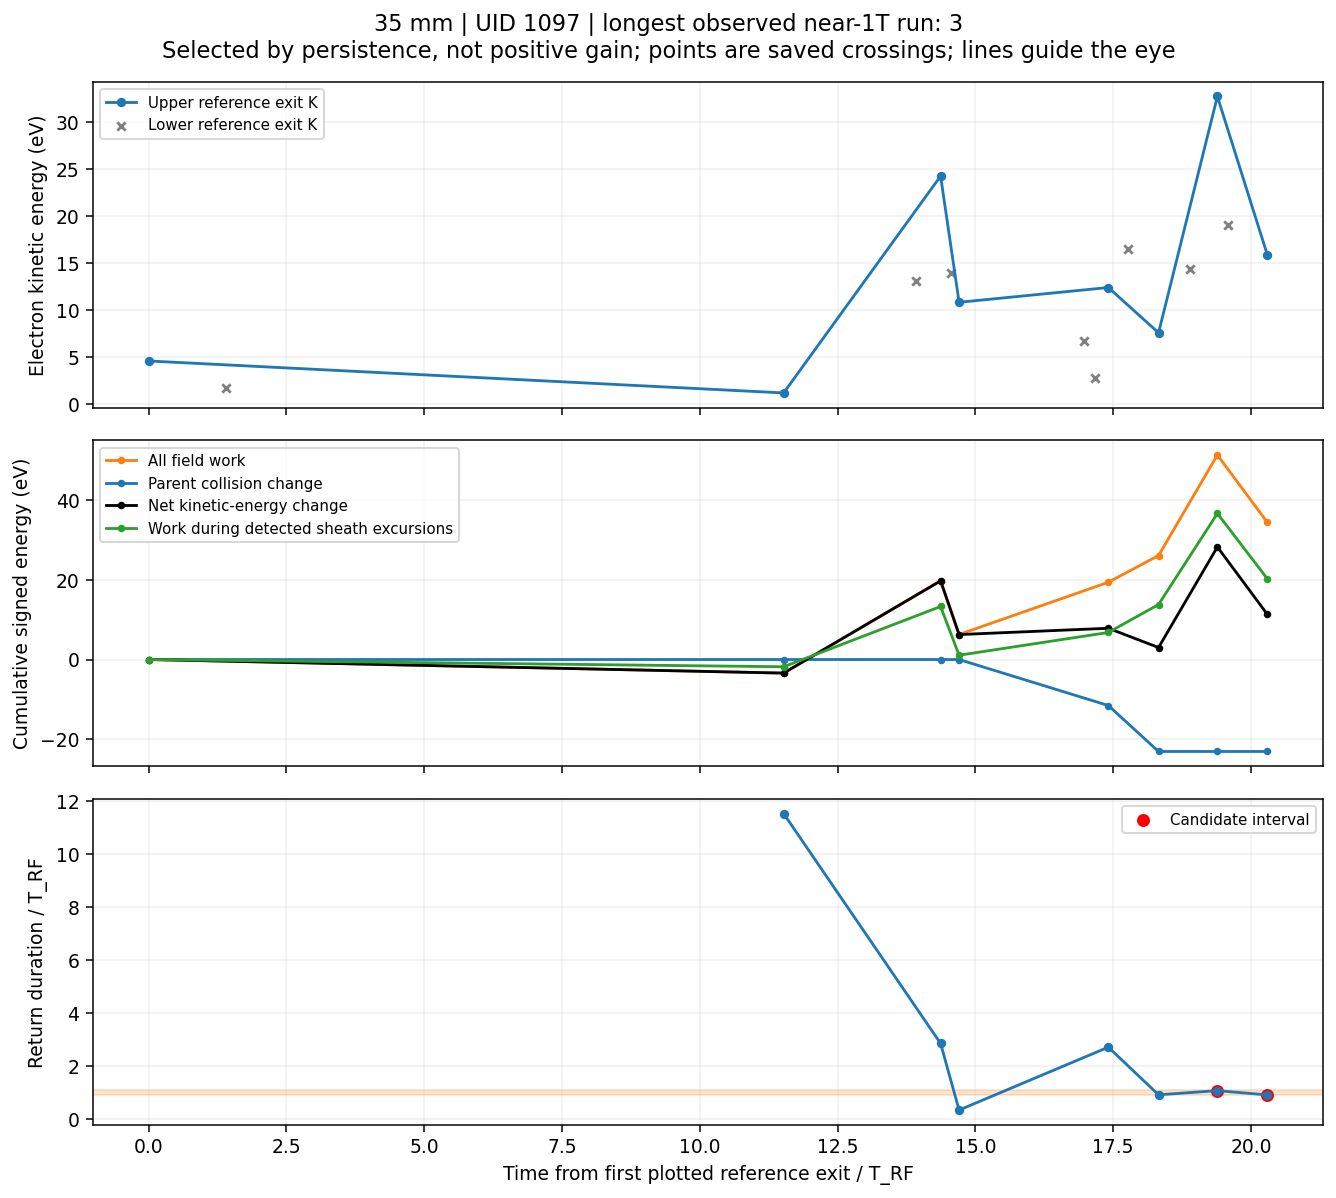 35 mm | UID 1097 | longest observed near-1T run: 3
Selected by persistence, not positive gain; points are saved crossings; lines guide the eye
Electron kinetic energy (eV)
30
25
20
15
10
5
0
Upper reference exit K
Lower reference exit K
Cumulative signed energy (eV)
40
20
0
−20
All field work
Parent collision change
Net kinetic-energy change
Work during detected sheath excursions
Return duration / T_RF
12
10
8
6
4
2
0
Candidate interval
0.0 2.5 5.0 7.5 10.0 12.5 15.0 17.5 20.0
Time from first plotted reference exit / T_RF